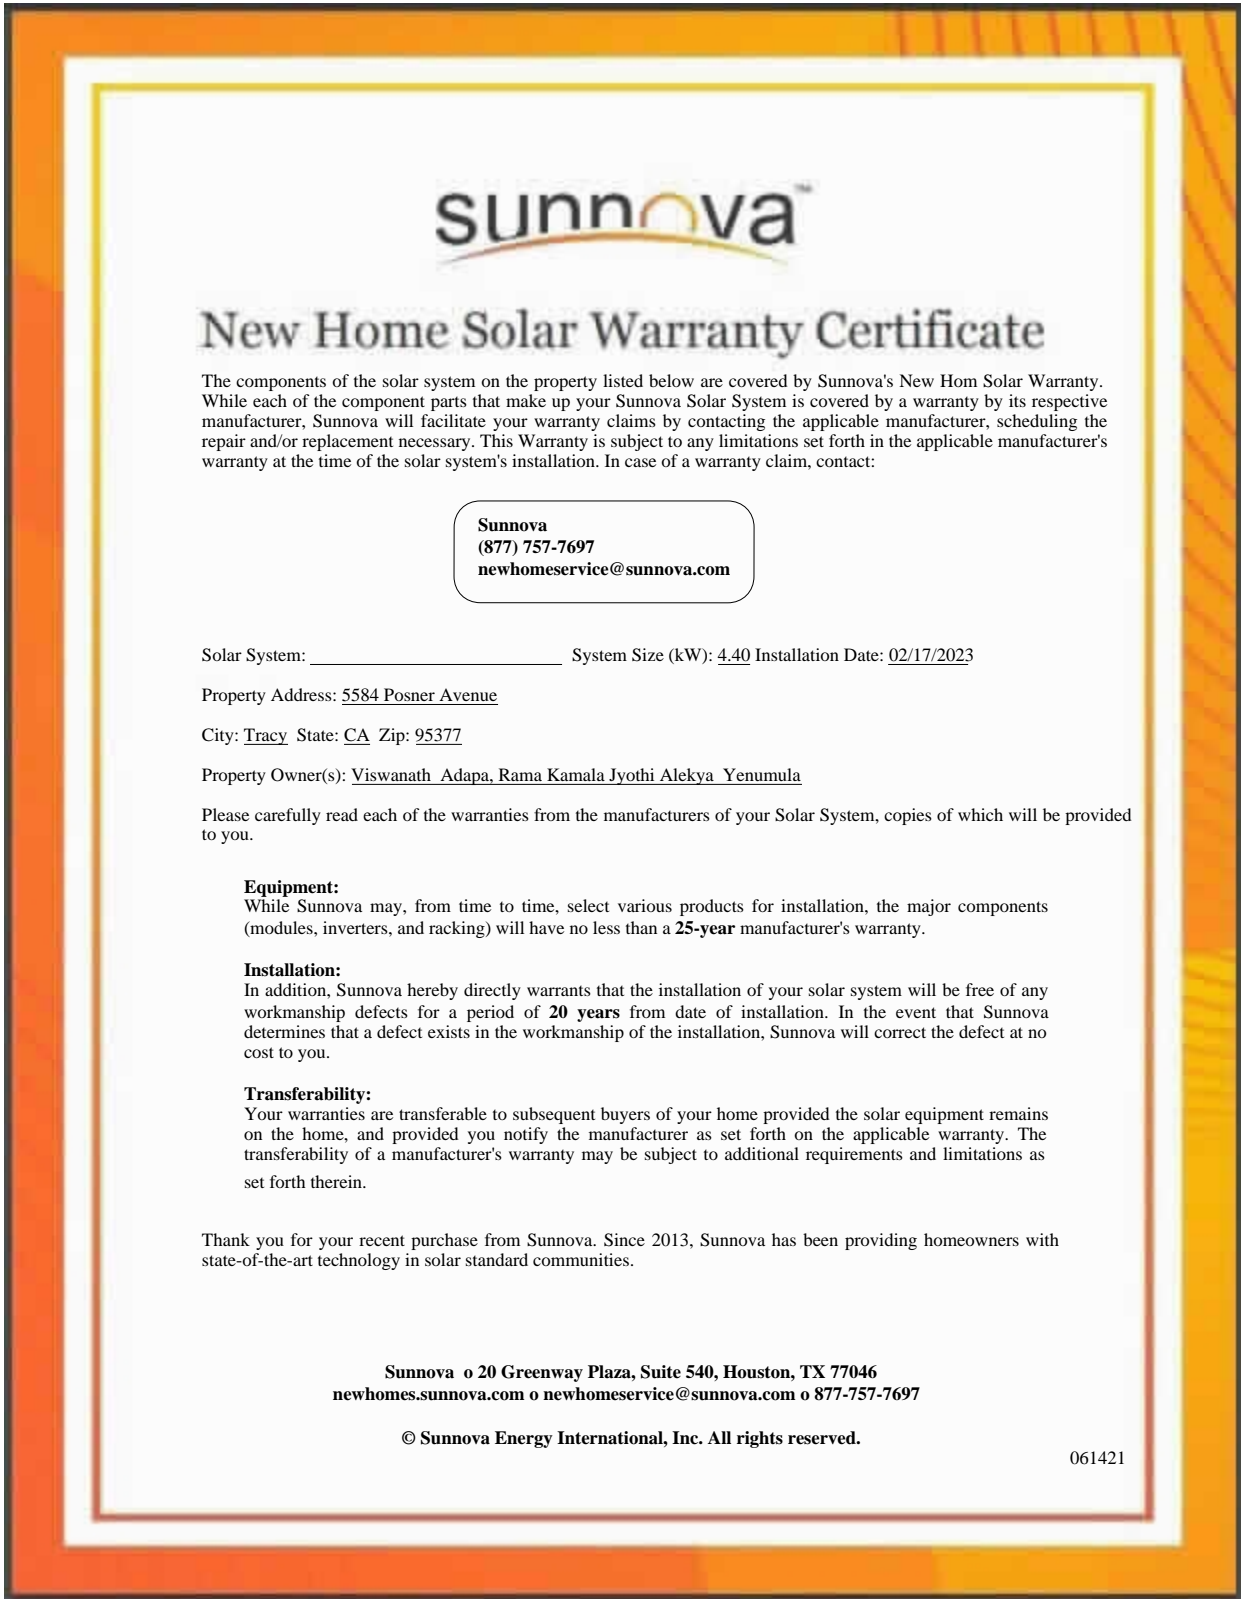 sunnova™
New Home Solar Warranty Certificate
The components of the solar system on the property listed below are covered by Sunnova's New Hom Solar Warranty.
While each of the component parts that make up your Sunnova Solar System is covered by a warranty by its respective
manufacturer, Sunnova will facilitate your warranty claims by contacting the applicable manufacturer, scheduling the
repair and/or replacement necessary. This Warranty is subject to any limitations set forth in the applicable manufacturer's
warranty at the time of the solar system's installation. In case of a warranty claim, contact:
Sunnova
(877) 757-7697
newhomeservice@sunnova.com
Solar System: System Size (kW): 4.40 Installation Date: 02/17/2023
Property Address: 5584 Posner Avenue
City: Tracy State: CA Zip: 95377
Property Owner(s): Viswanath Adapa, Rama Kamala Jyothi Alekya Yenumula
Please carefully read each of the warranties from the manufacturers of your Solar System, copies of which will be provided
to you.
Equipment:
While Sunnova may, from time to time, select various products for installation, the major components
(modules, inverters, and racking) will have no less than a 25-year manufacturer's warranty.
Installation:
In addition, Sunnova hereby directly warrants that the installation of your solar system will be free of any
workmanship defects for a period of 20 years from date of installation. In the event that Sunnova
determines that a defect exists in the workmanship of the installation, Sunnova will correct the defect at no
cost to you.
Transferability:
Your warranties are transferable to subsequent buyers of your home provided the solar equipment remains
on the home, and provided you notify the manufacturer as set forth on the applicable warranty. The
transferability of a manufacturer's warranty may be subject to additional requirements and limitations as
set forth therein.
Thank you for your recent purchase from Sunnova. Since 2013, Sunnova has been providing homeowners with
state-of-the-art technology in solar standard communities.
Sunnova o 20 Greenway Plaza, Suite 540, Houston, TX 77046
newhomes.sunnova.com o newhomeservice@sunnova.com o 877-757-7697
© Sunnova Energy International, Inc. All rights reserved.
061421